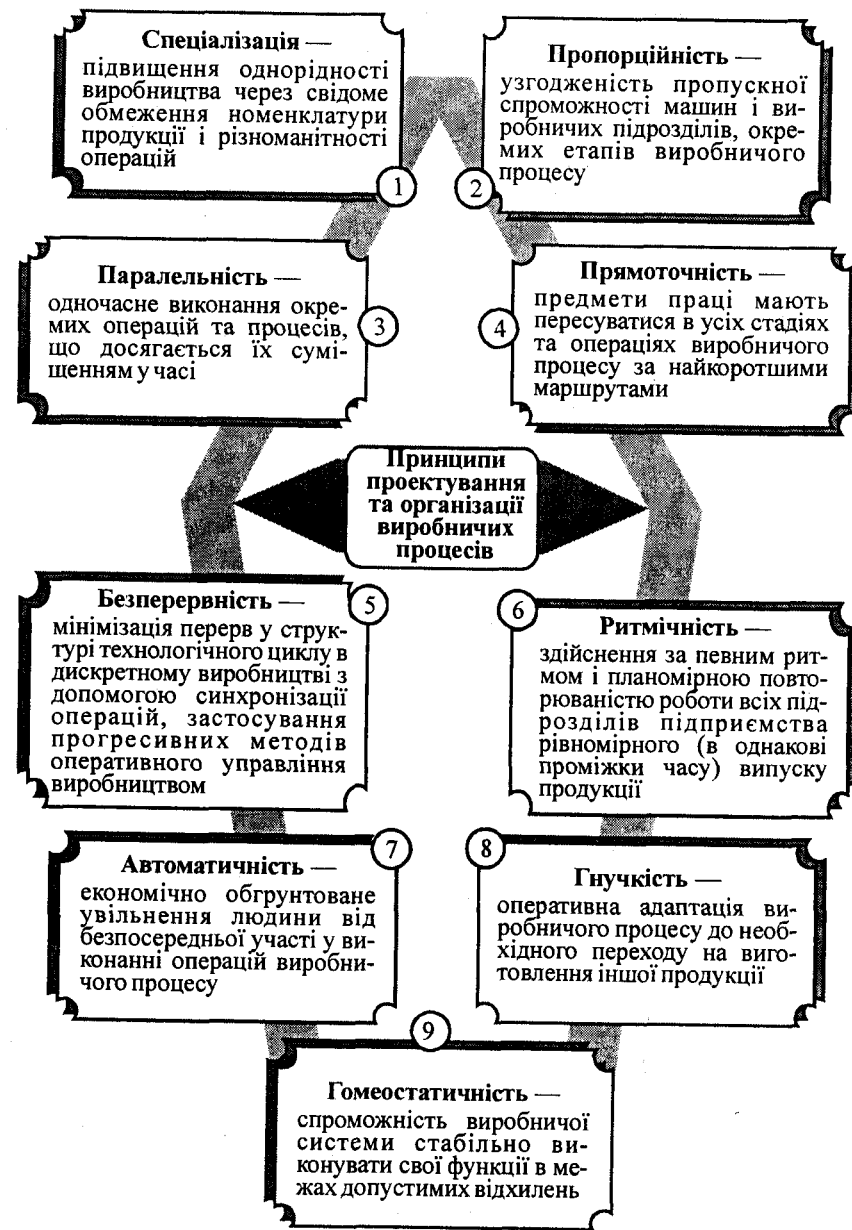 Спеціалізація —
підвищення однорідності
виробництва через свідоме
обмеження номенклатури
продукції і різноманітності
операцій
1
Пропорційність —
узгодженість пропускної
спроможності машин і ви-
робничих підрозділів, окре-
мих етапів виробничого
процесу
2
Паралельність —
одночасне виконання окре-
мих операцій та процесів,
що досягається їх сумі-
щенням у часі
3
Прямоточність —
предмети праці мають
пересуватися в усіх стадіях
та операціях виробничого
процесу за найкоротшими
маршрутами
4
Принципи
проектування
та організації
виробничих
процесів
Безперервність —
мінімізація перерв у струк-
турі технологічного циклу в
дискретному виробництві з
допомогою синхронізації
операцій, застосування
прогресивних методів
оперативного управління
виробництвом
5
6
Ритмічність —
здійснення за певним рит-
мом і планомірною повто-
рюваністю роботи всіх під-
розділів підприємства
рівномірного (в однакові
проміжки часу) випуску
продукції
Автоматичність —
економічно обгрунтоване
увільнення людини від
безпосередньої участі у ви-
конанні операцій виробни-
чого процесу
7
8
Гнучкість —
оперативна адаптація ви-
робничого процесу до необ-
хідного переходу на виго-
товлення іншої продукції
9
Гомеостатичність —
спроможність виробничої
системи стабільно ви-
конувати свої функції в ме-
жах допустимих відхилень